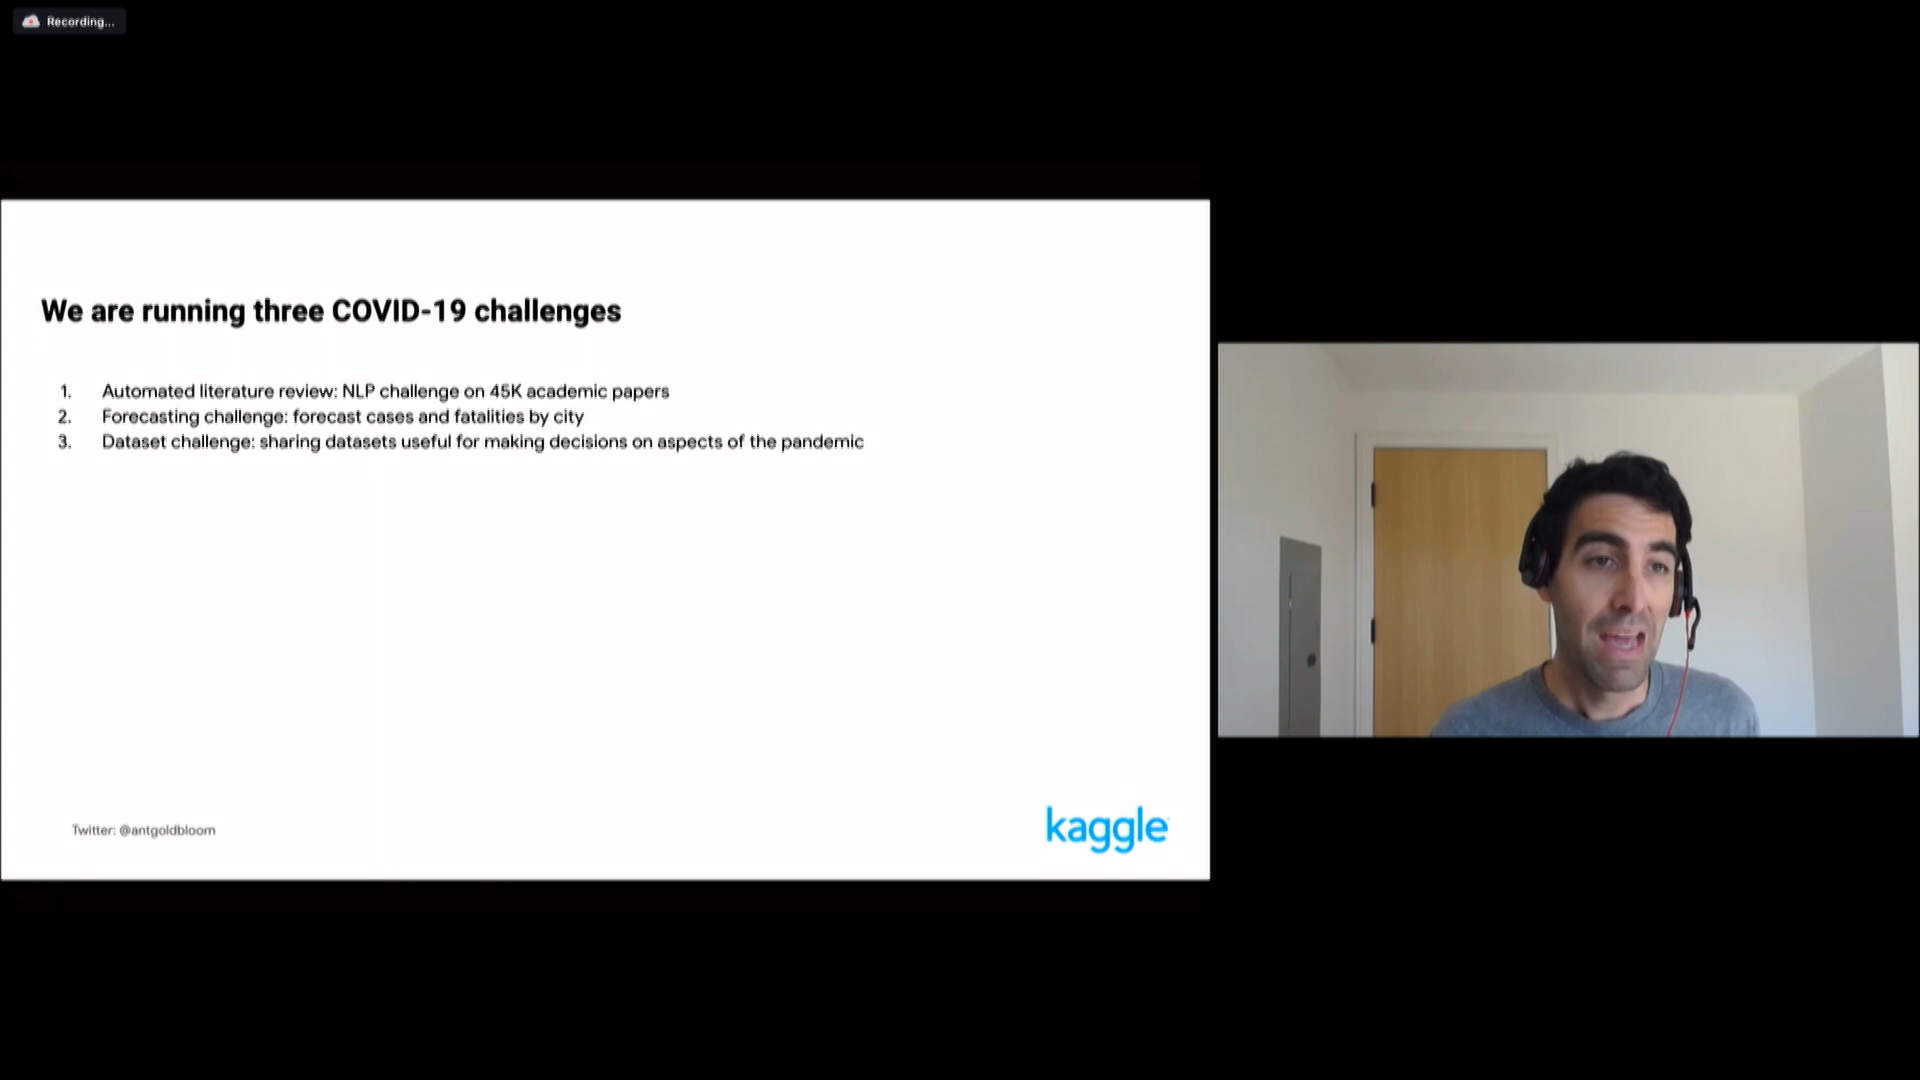 Recording...
We are running three COVID-19 challenges
1. Automated literature review: NLP challenge on 45K academic papers
2. Forecasting challenge: forecast cases and fatalities by city
3. Dataset challenge: sharing datasets useful for making decisions on aspects of the pandemic
Twitter: @antgoldbloom
kaggle